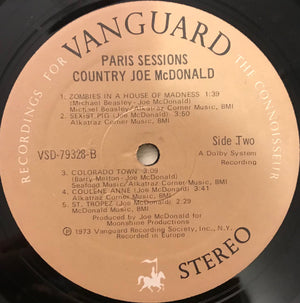 RECORDINGS FOR VANGUARD THE CONNOISSEUR
PARIS SESSIONS
COUNTRY JOE McDONALD
1. ZOMBIES IN A HOUSE OF MADNESS 1:39
(Michael Beasley - Joe McDonald)
Michael Beasley/Alkatraz Corner Music, BMI
2. SEXIST PIG (Joe McDonald) 3:50
Alkatraz Corner Music, BMI
Side Two
VSD-79328-B
A Dolby System
Recording
3. COLORADO TOWN 3:09
(Barry Melton - Joe McDonald)
Seafood Music/Alkatraz Corner Music, BMI
4. COULENE ANNE (Joe McDonald) 3:41
Alkatraz Corner Music, BMI
5. ST. TROPEZ (Joe McDonald) 2:29
McDonald Music, BMI
Produced by Joe McDonald for
Moonshine Productions
℗1973 Vanguard Recording Society, Inc., N.Y.
Recorded in Europe
STEREO